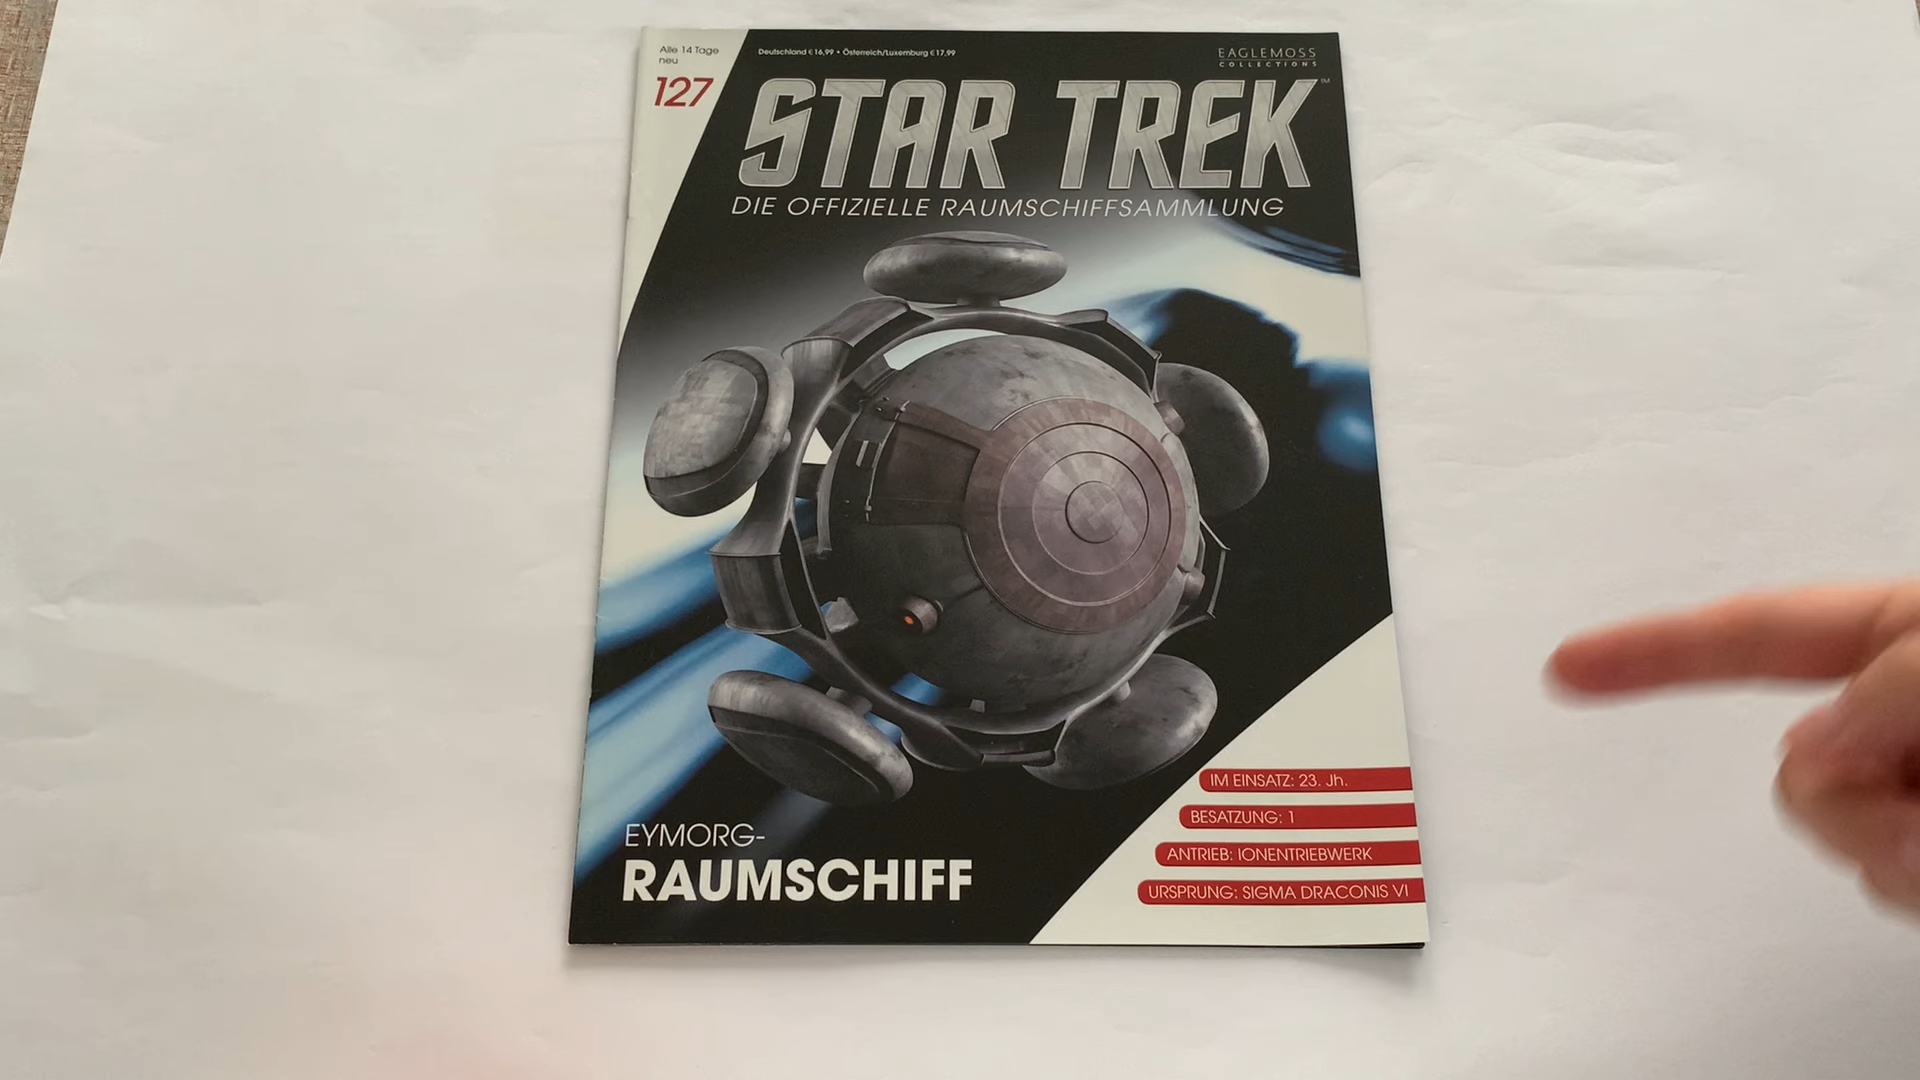 Alle 14 Tage
neu
127
Deutschland € 16,99 • Österreich/Luxemburg € 17,99
EAGLEMOSS
COLLECTIONS
STAR TREK™
DIE OFFIZIELLE RAUMSCHIFFSAMMLUNG
EYMORG-
RAUMSCHIFF
IM EINSATZ: 23. Jh.
BESATZUNG: 1
ANTRIEB: IONENTRIEBWERK
URSPRUNG: SIGMA DRACONIS VI